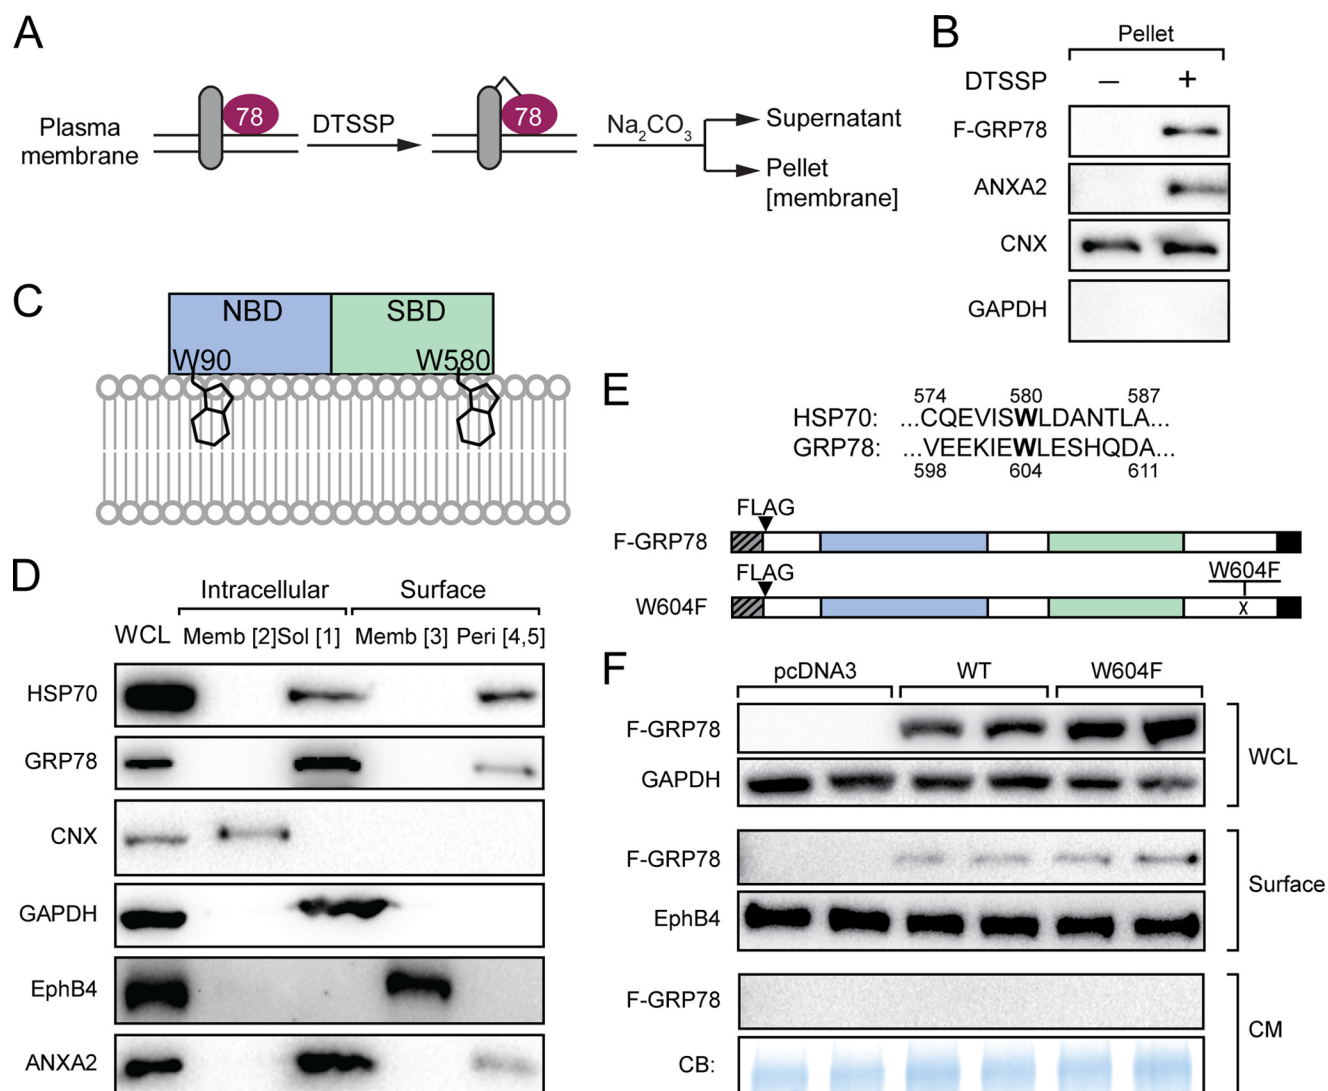 A
Plasma
membrane
78
DTSSP
78
Na2CO3
Supernatant
Pellet
[membrane]
B
Pellet
DTSSP
— +
F-GRP78
ANXA2
CNX
GAPDH
C
NBD
SBD
W90
W580
D
Intracellular
Surface
WCL Memb [2] Sol [1] Memb [3] Peri [4,5]
HSP70
GRP78
CNX
GAPDH
EphB4
ANXA2
E
574 580 587
HSP70: ...CQEVISWLDANTLA...
GRP78: ...VEEKIEWLESHQDA...
598 604 611
FLAG
F-GRP78
FLAG
W604F
W604F
X
F
pcDNA3 WT W604F
F-GRP78
GAPDH
WCL
F-GRP78
EphB4
Surface
F-GRP78
CB:
CM